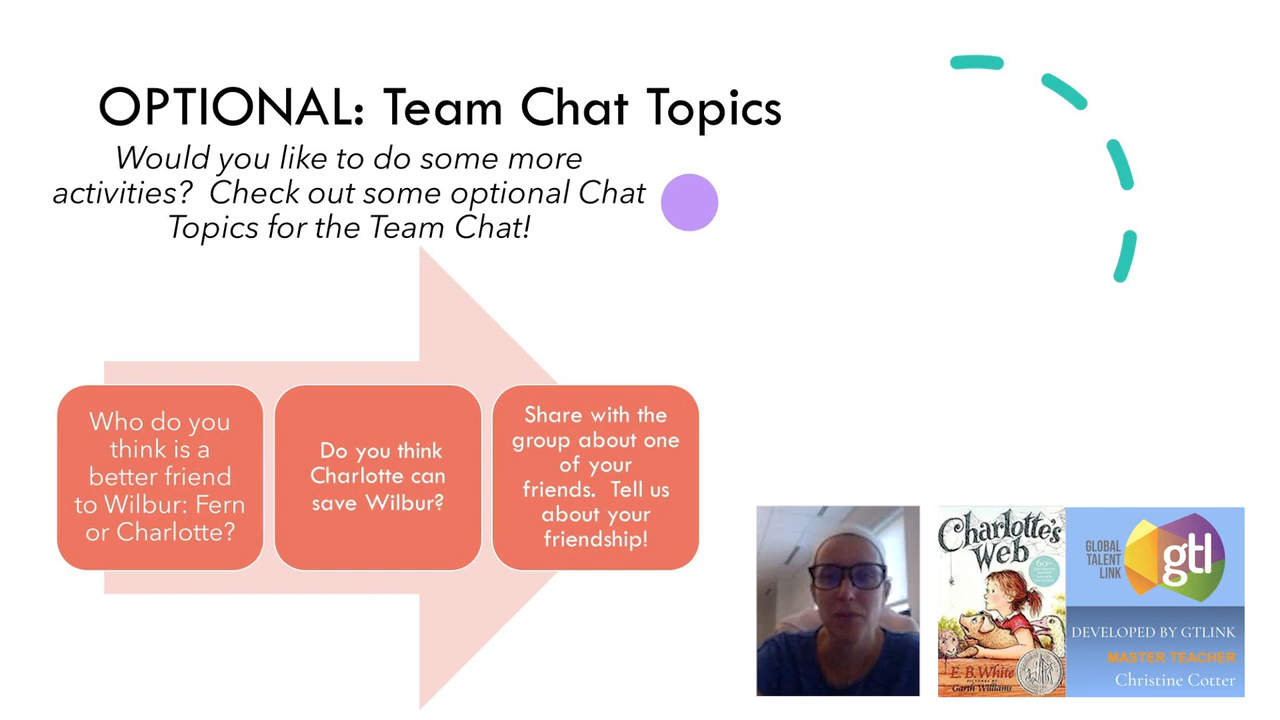 OPTIONAL: Team Chat Topics
Would you like to do some more
activities? Check out some optional Chat
Topics for the Team Chat!
Who do you
think is a
better friend
to Wilbur: Fern
or Charlotte?
Do you think
Charlotte can
save Wilbur?
Share with the
group about one
of your
friends. Tell us
about your
friendship!
Charlotte's
Web
60th
E. B. White
PICTURES BY
Garth Williams
GLOBAL
TALENT
LINK
gtl
DEVELOPED BY GTLINK
MASTER TEACHER
Christine Cotter